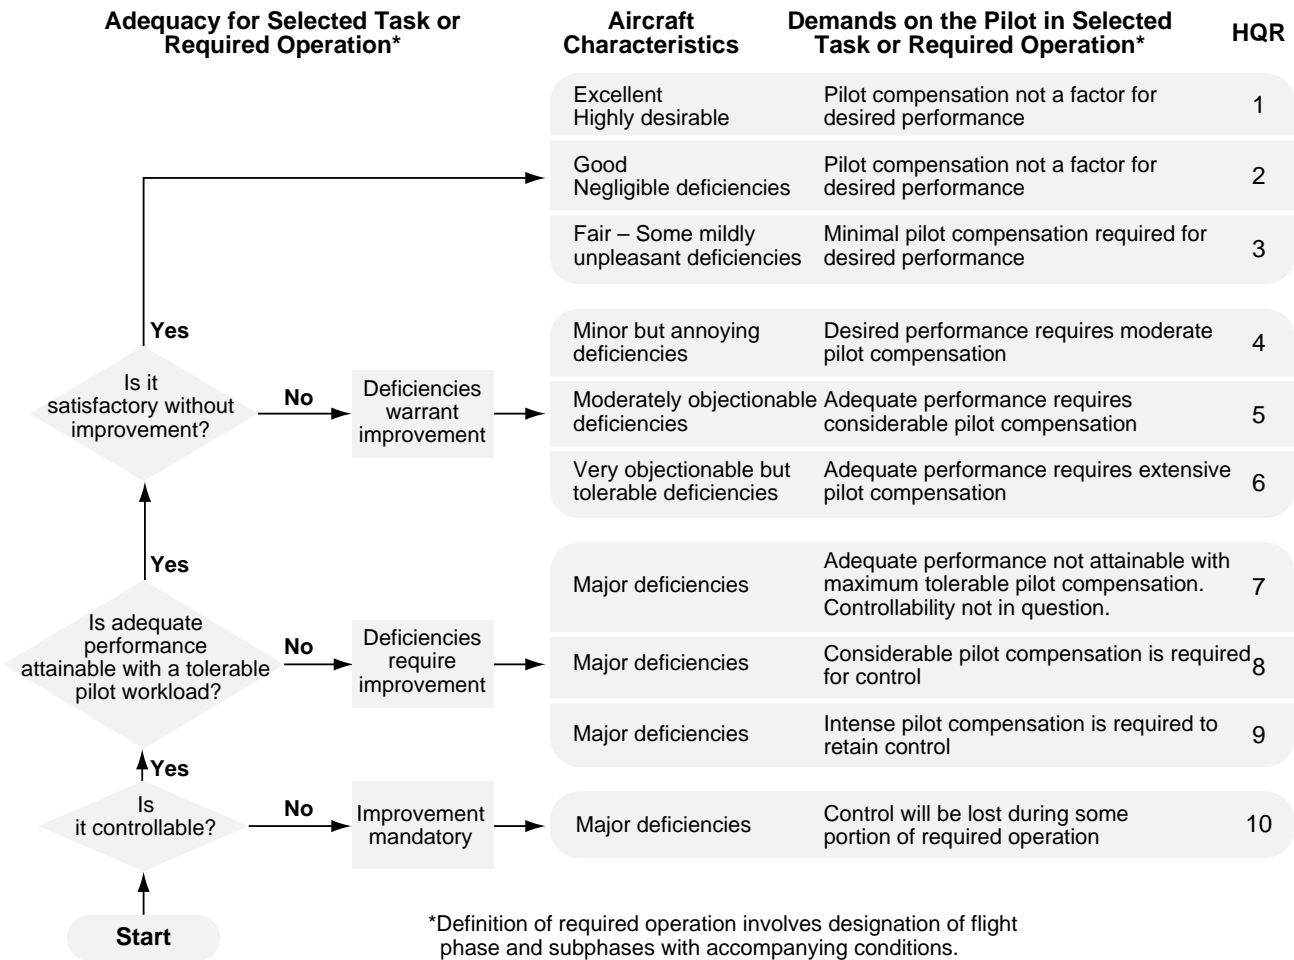 Adequacy for Selected Task or
Required Operation*
Aircraft
Characteristics
Demands on the Pilot in Selected
Task or Required Operation*
HQR
Excellent
Highly desirable
Pilot compensation not a factor for
desired performance
1
Good
Negligible deficiencies
Pilot compensation not a factor for
desired performance
2
Fair – Some mildly
unpleasant deficiencies
Minimal pilot compensation required for
desired performance
3
Yes
Is it
satisfactory without
improvement?
No
Deficiencies
warrant
improvement
Minor but annoying
deficiencies
Desired performance requires moderate
pilot compensation
4
Moderately objectionable
deficiencies
Adequate performance requires
considerable pilot compensation
5
Very objectionable but
tolerable deficiencies
Adequate performance requires extensive
pilot compensation
6
Yes
Is adequate
performance
attainable with a tolerable
pilot workload?
No
Deficiencies
require
improvement
Major deficiencies
Adequate performance not attainable with
maximum tolerable pilot compensation.
Controllability not in question.
7
Major deficiencies
Considerable pilot compensation is required
for control
8
Major deficiencies
Intense pilot compensation is required to
retain control
9
Yes
Is
it controllable?
No
Improvement
mandatory
Major deficiencies
Control will be lost during some
portion of required operation
10
Start
*Definition of required operation involves designation of flight
phase and subphases with accompanying conditions.